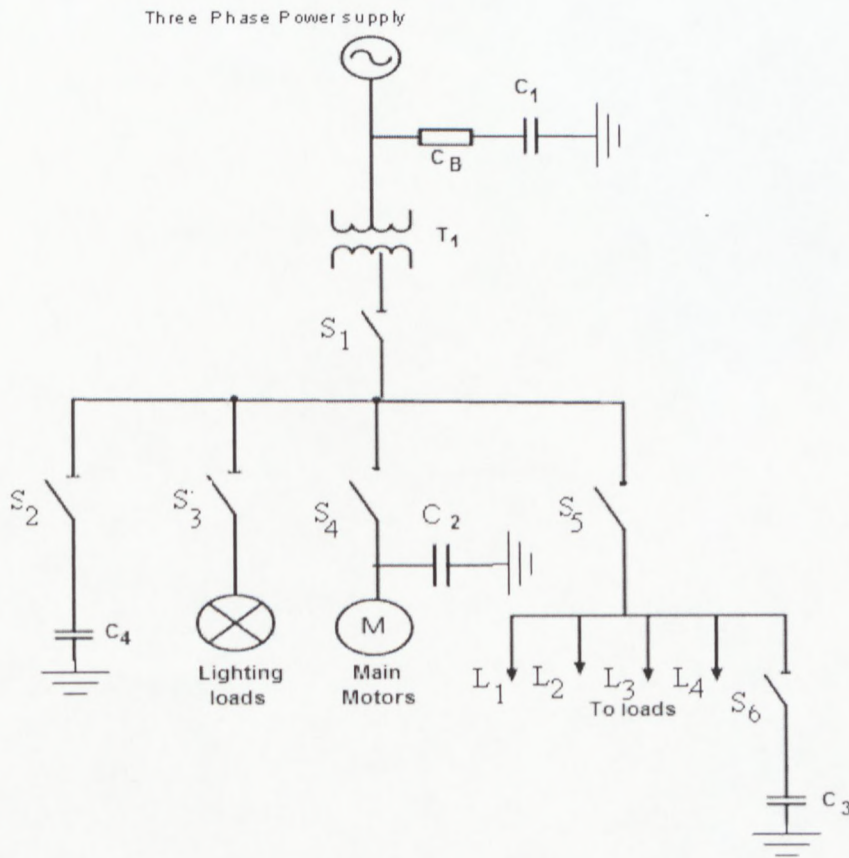 Three Phase Power supply
C1
CB
T1
S1
S2
S3
S4
C2
S5
C4
M
Lighting
loads
Main
Motors
L1
L2
L3
L4
To loads
S6
C3